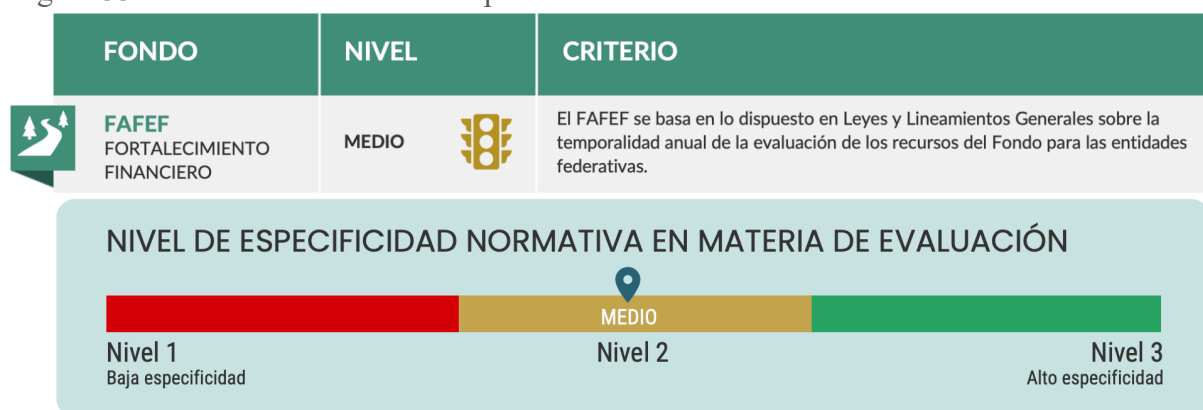 FONDO NIVEL CRITERIO
FAFEF
FORTALECIMIENTO
FINANCIERO
MEDIO
El FAFEF se basa en lo dispuesto en Leyes y Lineamientos Generales sobre la
temporalidad anual de la evaluación de los recursos del Fondo para las entidades
federativas.
NIVEL DE ESPECIFICIDAD NORMATIVA EN MATERIA DE EVALUACIÓN
MEDIO
Nivel 1 Nivel 2 Nivel 3
Baja especificidad Alto especificidad